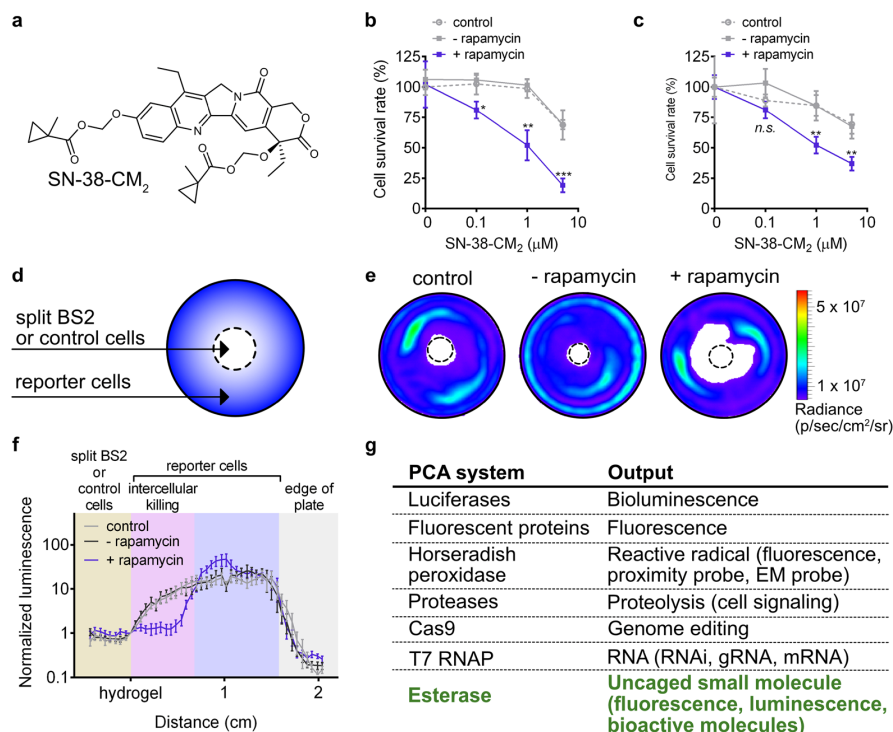 a
SN-38-CM2
b
control
- rapamycin
+ rapamycin
Cell survival rate (%)
125
100
75
50
25
0
*
**
***
0
0.1
1
10
SN-38-CM2 (μM)
c
control
- rapamycin
+ rapamycin
Cell survival rate (%)
125
100
75
50
25
0
n.s.
**
**
0
0.1
1
10
SN-38-CM2 (μM)
d
split BS2
or control cells
reporter cells
e
control
- rapamycin
+ rapamycin
5 x 10⁷
1 x 10⁷
Radiance
(p/sec/cm²/sr)
f
split BS2
or
control
cells
reporter cells
intercellular
killing
edge of
plate
control
- rapamycin
+ rapamycin
Normalized luminescence
100
10
1
0.1
hydrogel
1
2
Distance (cm)
g
PCA system Output
Luciferases Bioluminescence
Fluorescent proteins Fluorescence
Horseradish Reactive radical (fluorescence,
peroxidase proximity probe, EM probe)
Proteases Proteolysis (cell signaling)
Cas9 Genome editing
T7 RNAP RNA (RNAi, gRNA, mRNA)
Esterase Uncaged small molecule
(fluorescence, luminescence,
bioactive molecules)
O
O
O
O
N
N
O
O
O
O
O
O